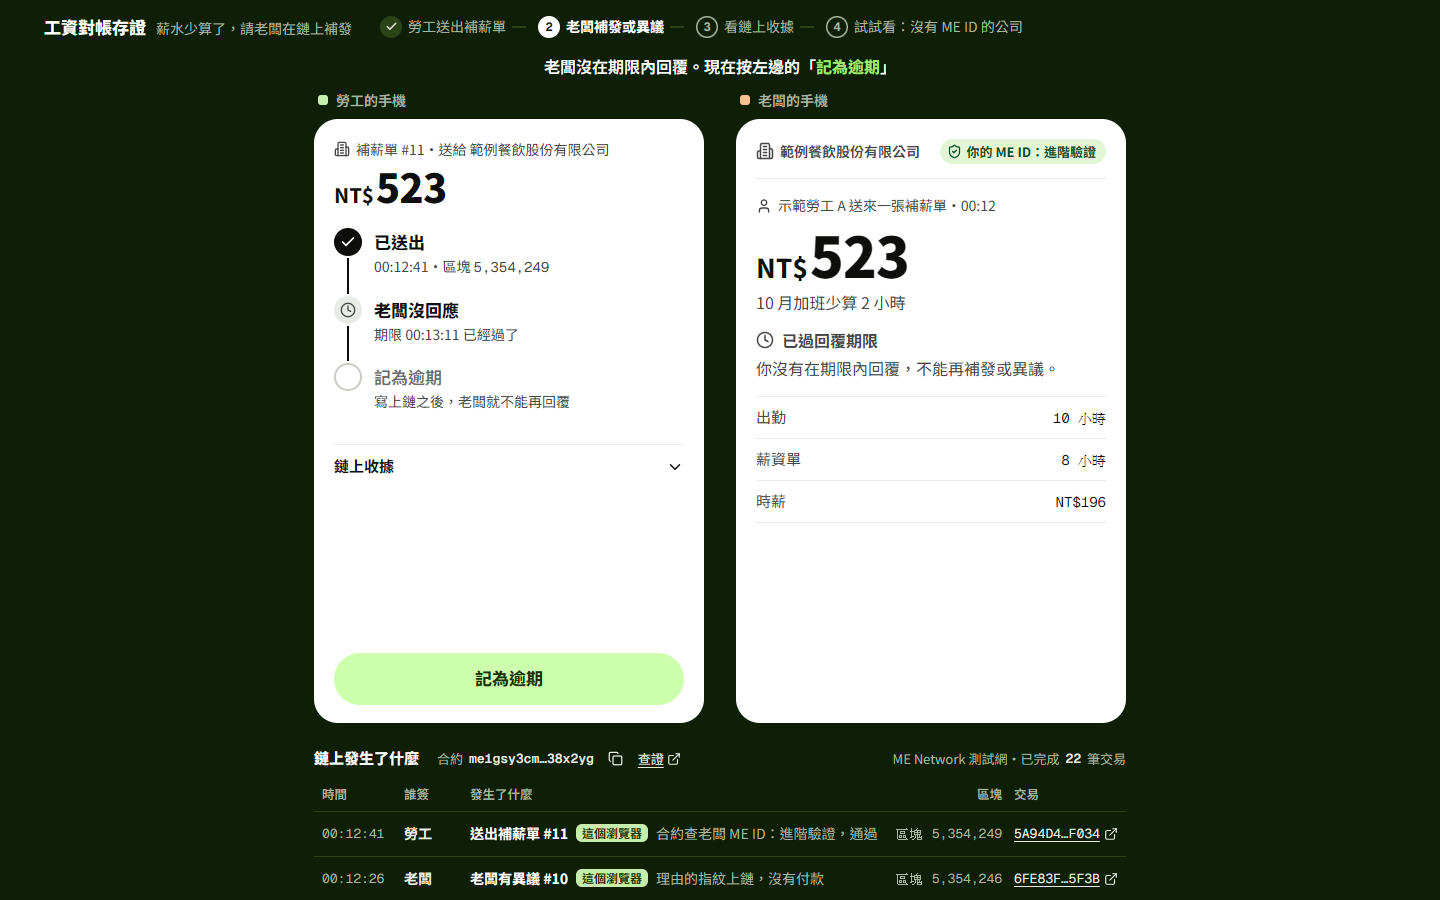 工資對帳存證 薪水少算了，請老闆在鏈上補發 勞工送出補薪單 2 老闆補發或異議 3 看鏈上收據 4 試試看：沒有 ME ID 的公司
老闆沒在期限內回覆。現在按左邊的「記為逾期」
勞工的手機
補薪單 #11・送給 範例餐飲股份有限公司
NT$523
已送出
00:12:41・區塊 5,354,249
老闆沒回應
期限 00:13:11 已經過了
記為逾期
寫上鏈之後，老闆就不能再回覆
鏈上收據
記為逾期
老闆的手機
範例餐飲股份有限公司 你的 ME ID：進階驗證
示範勞工 A 送來一張補薪單・00:12
NT$523
10 月加班少算 2 小時
已過回覆期限
你沒有在期限內回覆，不能再補發或異議。
出勤 10 小時
薪資單 8 小時
時薪 NT$196
鏈上發生了什麼 合約 me1gsy3cm…38x2yg 查證 ME Network 測試網・已完成 22 筆交易
時間 誰簽 發生了什麼 區塊 交易
00:12:41 勞工 送出補薪單 #11 這個瀏覽器 合約查老闆 ME ID：進階驗證，通過 區塊 5,354,249 5A94D4…F034
00:12:26 老闆 老闆有異議 #10 這個瀏覽器 理由的指紋上鏈，沒有付款 區塊 5,354,246 6FE83F…5F3B